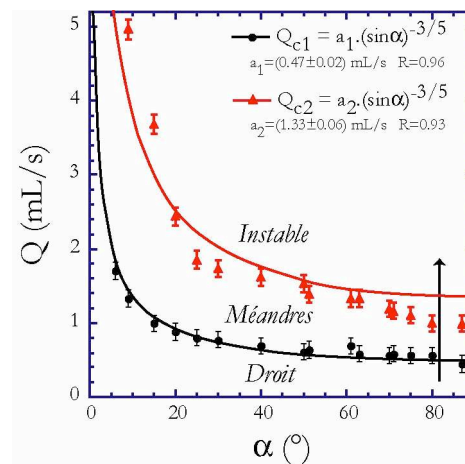 5
4
3
2
1
0
Q (mL/s)
Q_c1 = a_1.(sinα)^-3/5
a_1=(0.47±0.02) mL/s R=0.96
Q_c2 = a_2.(sinα)^-3/5
a_2=(1.33±0.06) mL/s R=0.93
Instable
Méandres
Droit
0 20 40 60 80
α (°)